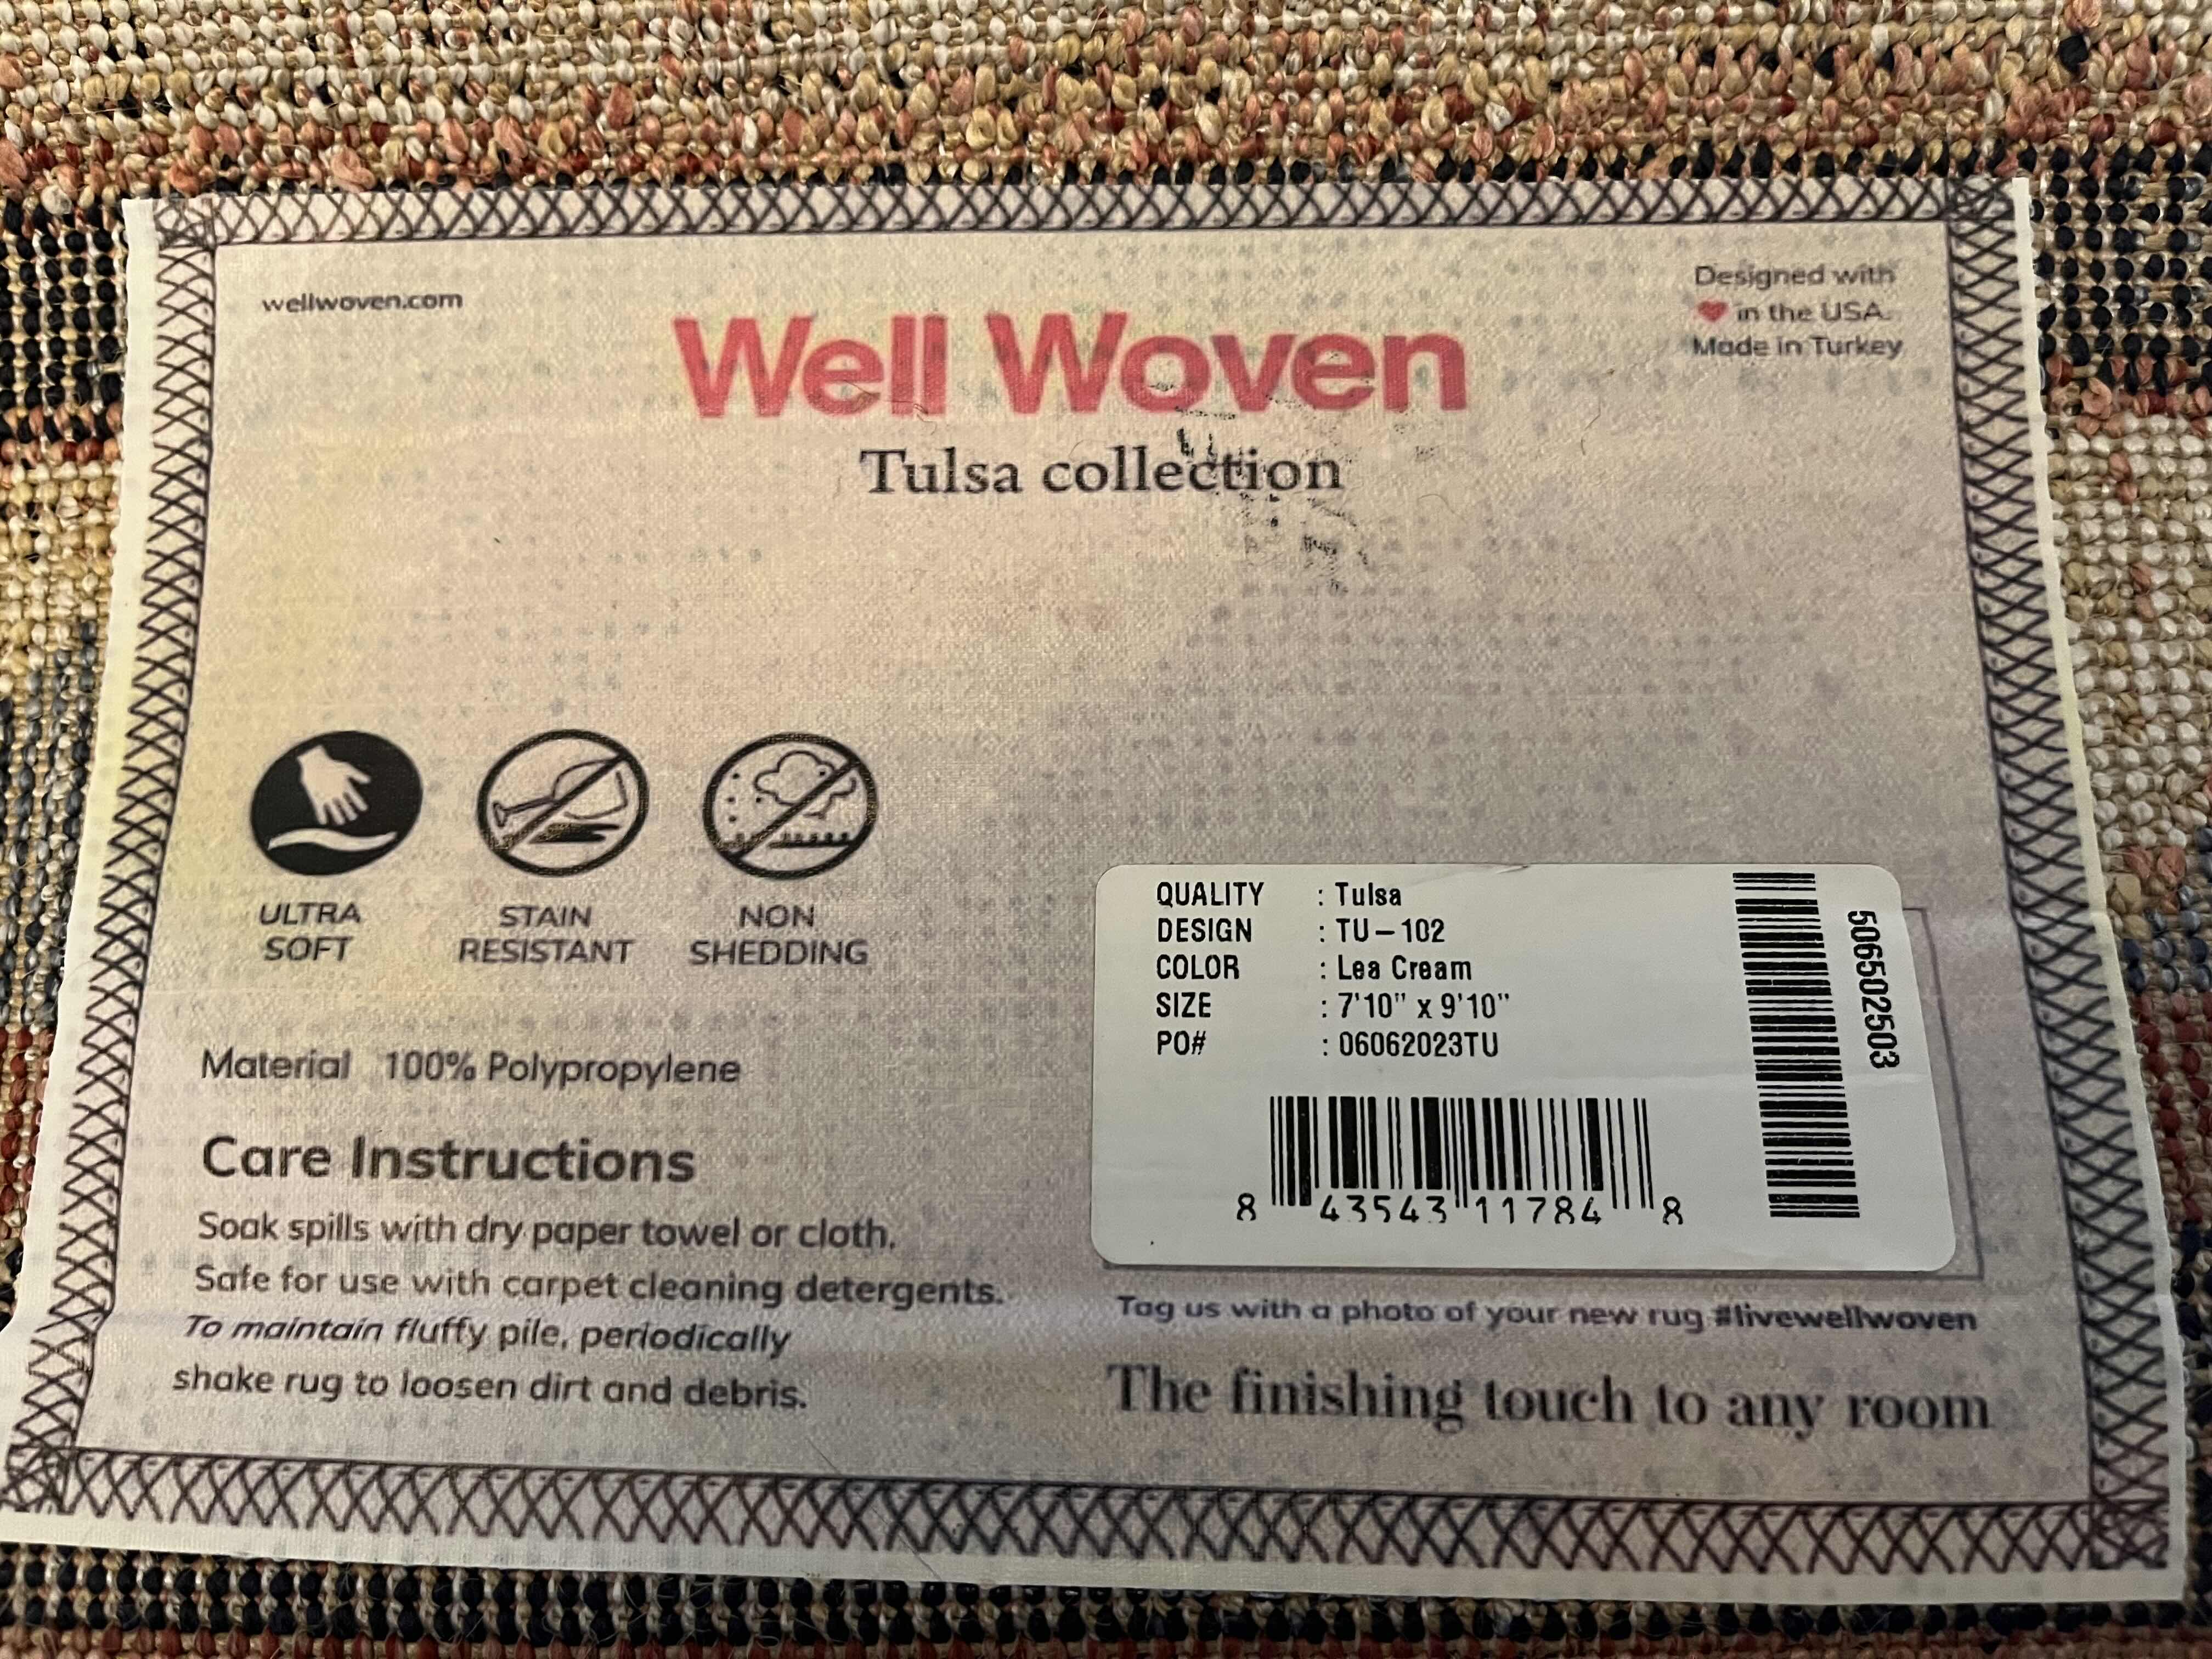 wellwoven.com
Designed with
❤ in the USA.
Made in Turkey
Well Woven
Tulsa collection
ULTRA
SOFT
STAIN
RESISTANT
NON
SHEDDING
Material 100% Polypropylene
Care Instructions
Soak spills with dry paper towel or cloth.
Safe for use with carpet cleaning detergents.
To maintain fluffy pile, periodically
shake rug to loosen dirt and debris.
QUALITY : Tulsa
DESIGN : TU-102
COLOR : Lea Cream
SIZE : 7'10" x 9'10"
PO# : 06062023TU
8 43543 11784 8
506502503
Tag us with a photo of your new rug #livewellwoven
The finishing touch to any room